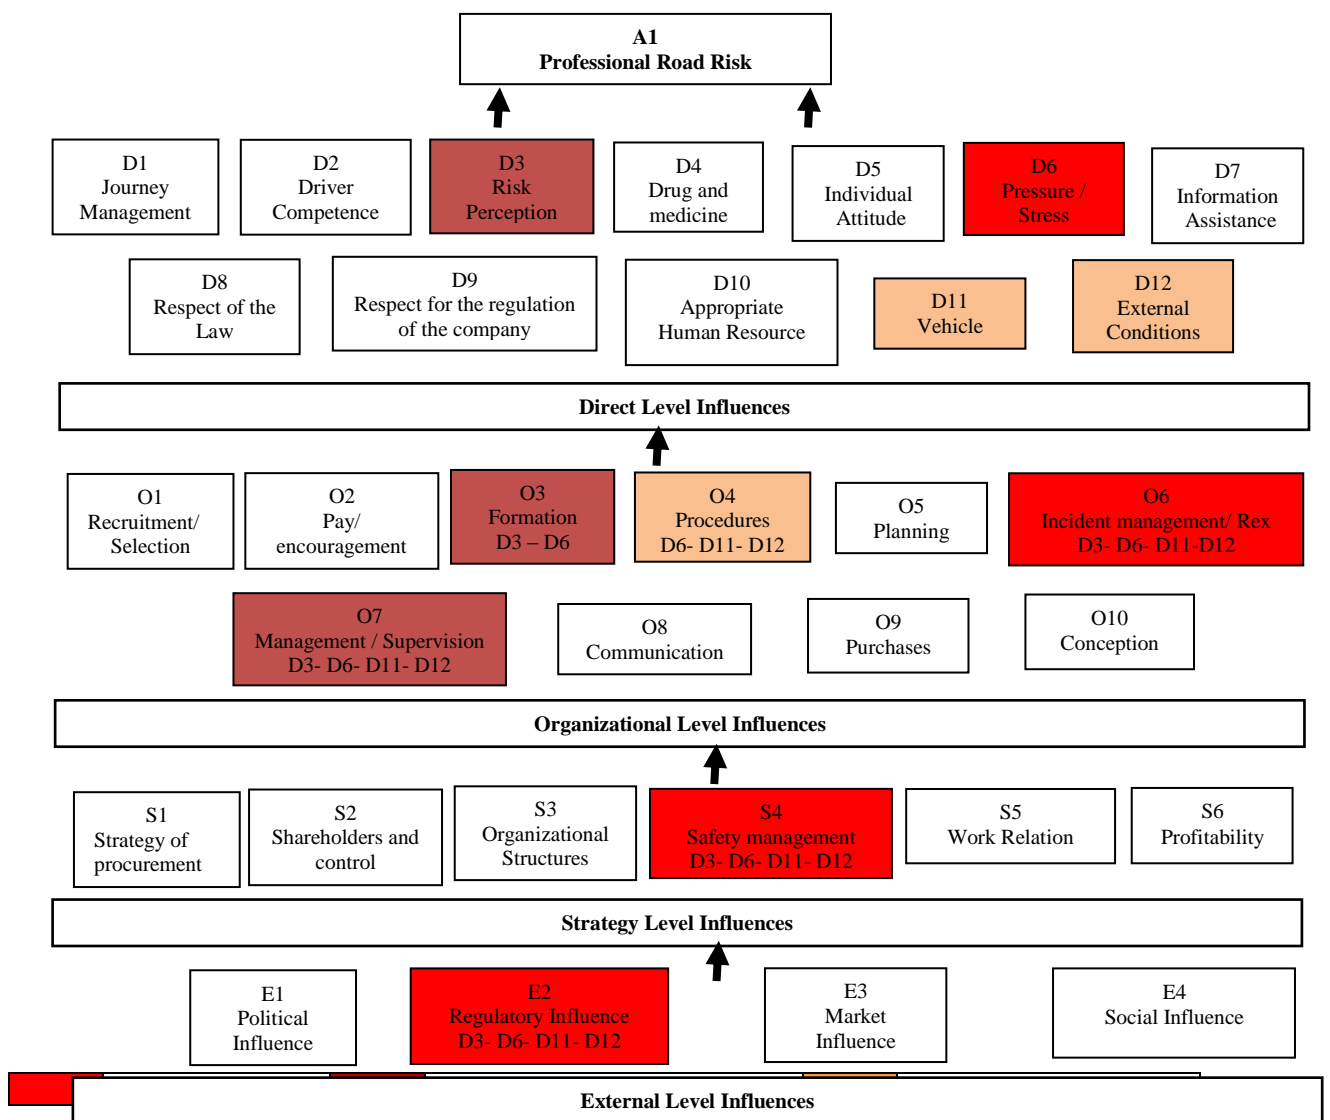 A1
Professional Road Risk
D1
Journey
Management
D2
Driver
Competence
D3
Risk
Perception
D4
Drug and
medicine
D5
Individual
Attitude
D6
Pressure /
Stress
D7
Information
Assistance
D8
Respect of the
Law
D9
Respect for the regulation
of the company
D10
Appropriate
Human Resource
D11
Vehicle
D12
External
Conditions
Direct Level Influences
O1
Recruitment/
Selection
O2
Pay/
encouragement
O3
Formation
D3 – D6
O4
Procedures
D6- D11- D12
O5
Planning
O6
Incident management/ Rex
D3- D6- D11-D12
O7
Management / Supervision
D3- D6- D11- D12
O8
Communication
O9
Purchases
O10
Conception
Organizational Level Influences
S1
Strategy of
procurement
S2
Shareholders and
control
S3
Organizational
Structures
S4
Safety management
D3- D6- D11- D12
S5
Work Relation
S6
Profitability
Strategy Level Influences
E1
Political
Influence
E2
Regulatory Influence
D3- D6- D11- D12
E3
Market
Influence
E4
Social Influence
External Level Influences